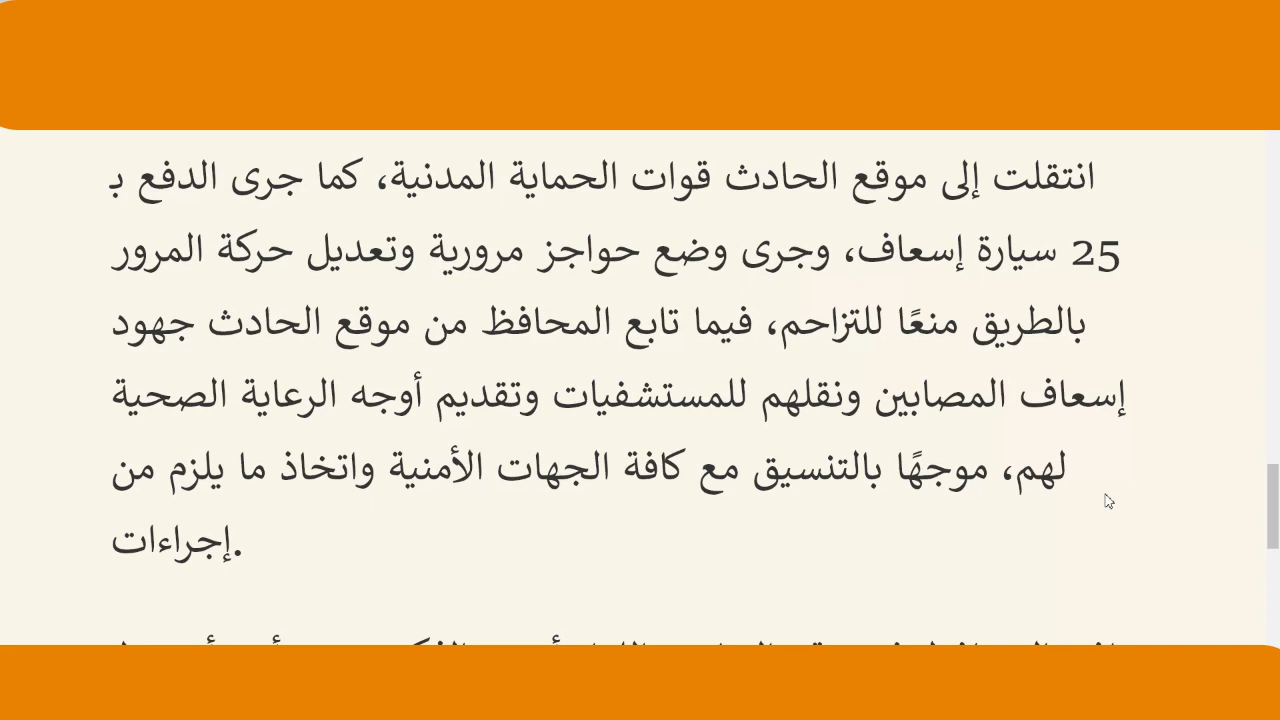 انتقلت إلى موقع الحادث قوات الحماية المدنية، كما جرى الدفع بـ
25 سيارة إسعاف، وجرى وضع حواجز مرورية وتعديل حركة المرور
بالطريق منعًا للتزاحم، فيما تابع المحافظ من موقع الحادث جهود
إسعاف المصابين ونقلهم للمستشفيات وتقديم أوجه الرعاية الصحية
لهم، موجهًا بالتنسيق مع كافة الجهات الأمنية واتخاذ ما يلزم من
إجراءات.